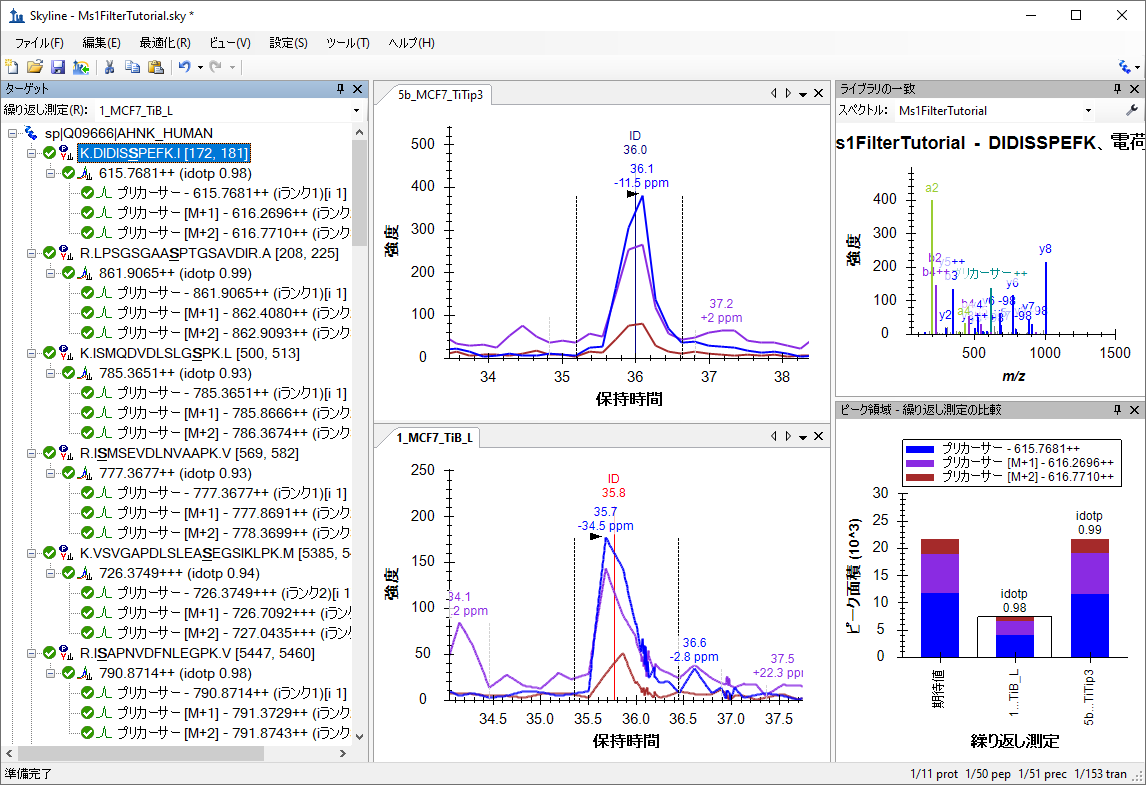 Skyline - Ms1FilterTutorial.sky *
ファイル(F) 編集(E) 最適化(R) ビュー(V) 設定(S) ツール(T) ヘルプ(H)
ターゲット
繰り返し測定(R): 1_MCF7_TiB_L
sp|Q09666|AHNK_HUMAN
K.DIDISSPEFK.I [172, 181]
615.7681++ (idotp 0.98)
プリカーサー - 615.7681++ (iランク1)[i 1]
プリカーサー [M+1] - 616.2696++ (iランク
プリカーサー [M+2] - 616.7710++ (iランク
R.LPSGSGAASPTGSAVDIR.A [208, 225]
861.9065++ (idotp 0.99)
プリカーサー - 861.9065++ (iランク1)[i 1]
プリカーサー [M+1] - 862.4080++ (iランク
プリカーサー [M+2] - 862.9093++ (iランク
K.ISMQDVDLSLGSPK.L [500, 513]
785.3651++ (idotp 0.93)
プリカーサー - 785.3651++ (iランク1)[i 1]
プリカーサー [M+1] - 785.8666++ (iランク
プリカーサー [M+2] - 786.3674++ (iランク
R.ISMSEVDLNVAAPK.V [569, 582]
777.3677++ (idotp 0.93)
プリカーサー - 777.3677++ (iランク1)[i 1]
プリカーサー [M+1] - 777.8691++ (iランク
プリカーサー [M+2] - 778.3699++ (iランク
K.VSVGAPDLSLEASEGSIKLPK.M [5385, 54
726.3749+++ (idotp 0.94)
プリカーサー - 726.3749+++ (iランク2)[i
プリカーサー [M+1] - 726.7092+++ (iラン
プリカーサー [M+2] - 727.0435+++ (iラン
R.ISAPNVDFNLEGPK.V [5447, 5460]
790.8714++ (idotp 0.98)
プリカーサー - 790.8714++ (iランク1)[i 1]
プリカーサー [M+1] - 791.3729++ (iランク
プリカーサー [M+2] - 791.8743++ (iランク
5b_MCF7_TiTip3
ID
36.0
36.1
-11.5 ppm
37.2
+2 ppm
強度
500
400
300
200
100
0
34 35 36 37 38
保持時間
1_MCF7_TiB_L
ID
35.8
35.7
-34.5 ppm
34.1
.2 ppm
36.6
-2.8 ppm
37.5
+22.3 ppm
強度
250
200
150
100
50
0
34.5 35.0 35.5 36.0 36.5 37.0 37.5
保持時間
ライブラリの一致
スペクトル: Ms1FilterTutorial
s1FilterTutorial - DIDISSPEFK、電荷
強度
400
300
200
100
0
a2
y8
b3
y2
500 1000 1500
m/z
ピーク領域 - 繰り返し測定の比較
プリカーサー - 615.7681++
プリカーサー [M+1] - 616.2696++
プリカーサー [M+2] - 616.7710++
ピーク面積 (10^3)
30
25
20
15
10
5
0
idotp
0.98
idotp
0.99
期待値
1...TiB_L
5b...TiTip3
繰り返し測定
準備完了
1/11 prot 1/50 pep 1/51 prec 1/153 tran